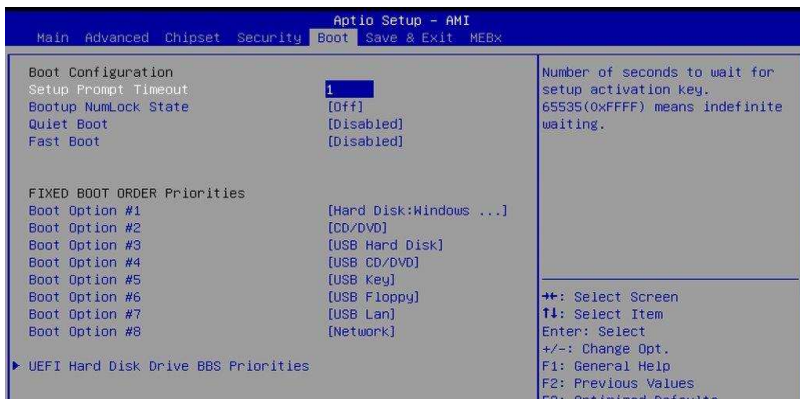 Aptio Setup – AMI
Main Advanced Chipset Security Boot Save & Exit MEBx
Boot Configuration
Setup Prompt Timeout 1
Bootup NumLock State [Off]
Quiet Boot [Disabled]
Fast Boot [Disabled]
FIXED BOOT ORDER Priorities
Boot Option #1 [Hard Disk:Windows ...]
Boot Option #2 [CD/DVD]
Boot Option #3 [USB Hard Disk]
Boot Option #4 [USB CD/DVD]
Boot Option #5 [USB Key]
Boot Option #6 [USB Floppy]
Boot Option #7 [USB Lan]
Boot Option #8 [Network]
▶ UEFI Hard Disk Drive BBS Priorities
Number of seconds to wait for
setup activation key.
65535(0xFFFF) means indefinite
waiting.
→←: Select Screen
↑↓: Select Item
Enter: Select
+/-: Change Opt.
F1: General Help
F2: Previous Values
F3: Optimized Defaults